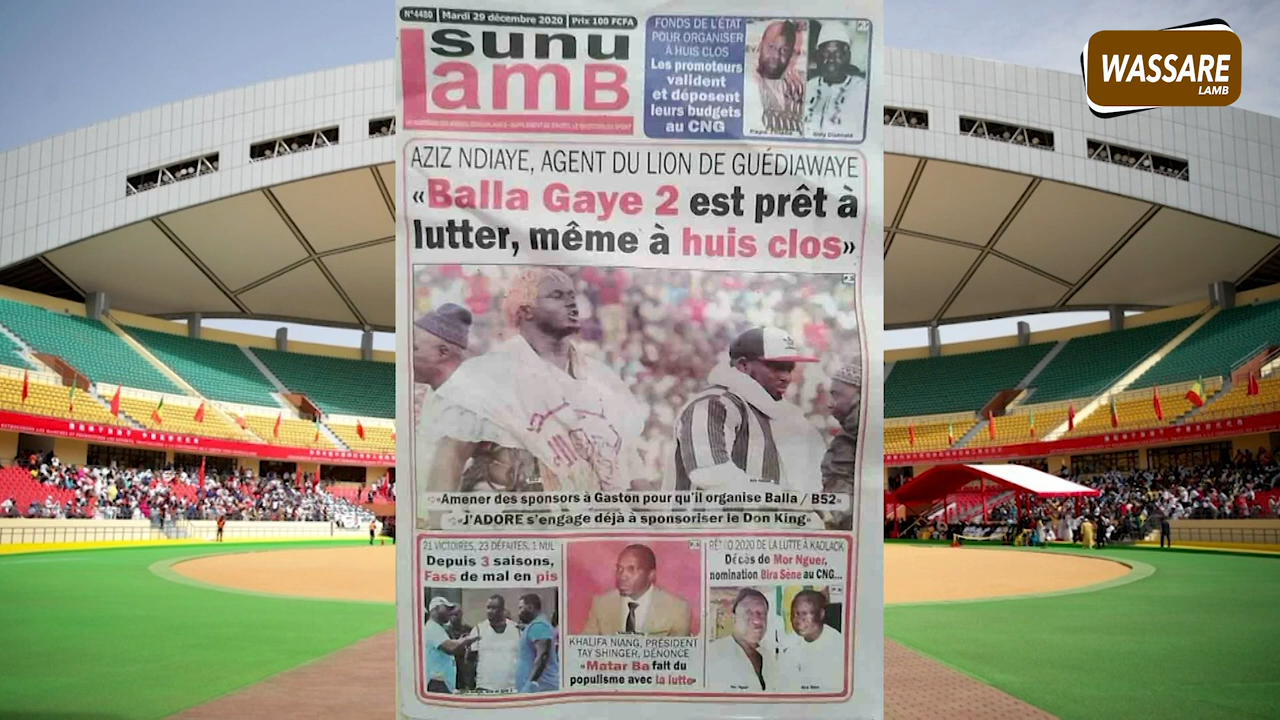 WASSARE
LAMB
N°4480 | Mardi 29 décembre 2020 | Prix 100 FCFA
sunu
lamB
FONDS DE L'ÉTAT
POUR ORGANISER
À HUIS CLOS
Les promoteurs
valident
et déposent
leurs budgets
au CNG
AZIZ NDIAYE, AGENT DU LION DE GUÉDIAWAYE
«Balla Gaye 2 est prêt à
lutter, même à huis clos»
«Amener des sponsors à Gaston pour qu'il organise Balla / B52»
«J'ADORE s'engage déjà à sponsoriser le Don King»
21 VICTOIRES, 23 DÉFAITES, 1 NUL
Depuis 3 saisons,
Fass de mal en pis
KHALIFA NIANG, PRÉSIDENT
TAY SHINGER, DÉNONCE
«Matar Ba fait du
populisme avec la lutte»
RÉTRO 2020 DE LA LUTTE À KAOLACK
Décès de Mor Nguer,
nomination Bira Sène au CNG...
Mor Nguer
Bira Sène